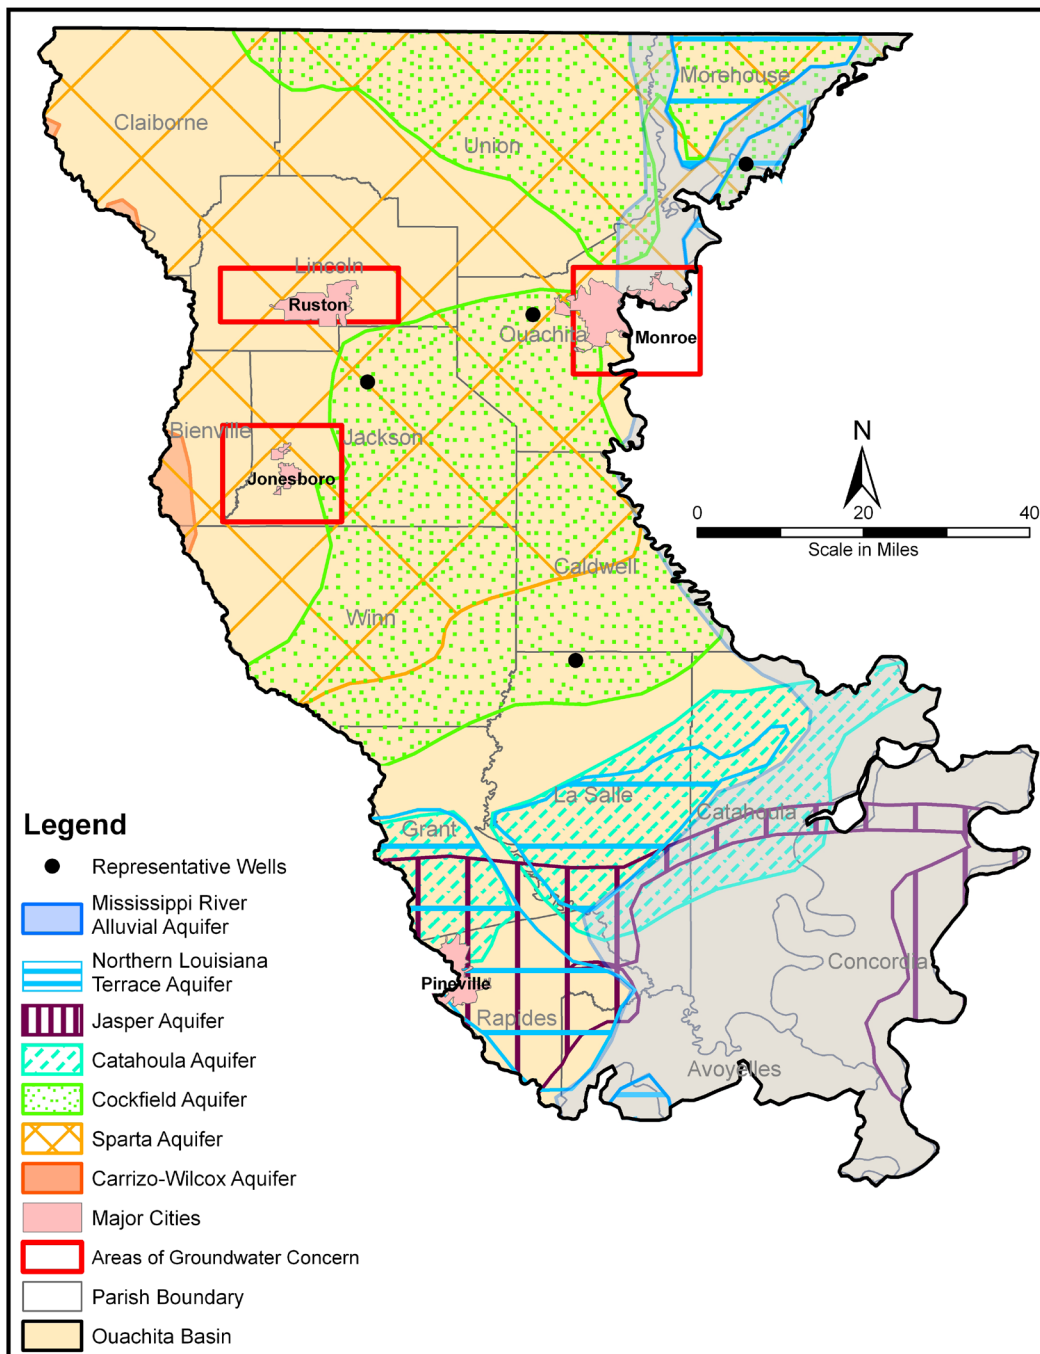 Morehouse
Claiborne
Union
Lincoln
Ruston
Ouachita
Monroe
Bienville
Jackson
Jonesboro
N
0 20 40
Scale in Miles
Caldwell
Winn
La Salle
Catahoula
Grant
Concordia
Pineville
Rapides
Avoyelles
Legend
Representative Wells
Mississippi River
Alluvial Aquifer
Northern Louisiana
Terrace Aquifer
Jasper Aquifer
Catahoula Aquifer
Cockfield Aquifer
Sparta Aquifer
Carrizo-Wilcox Aquifer
Major Cities
Areas of Groundwater Concern
Parish Boundary
Ouachita Basin